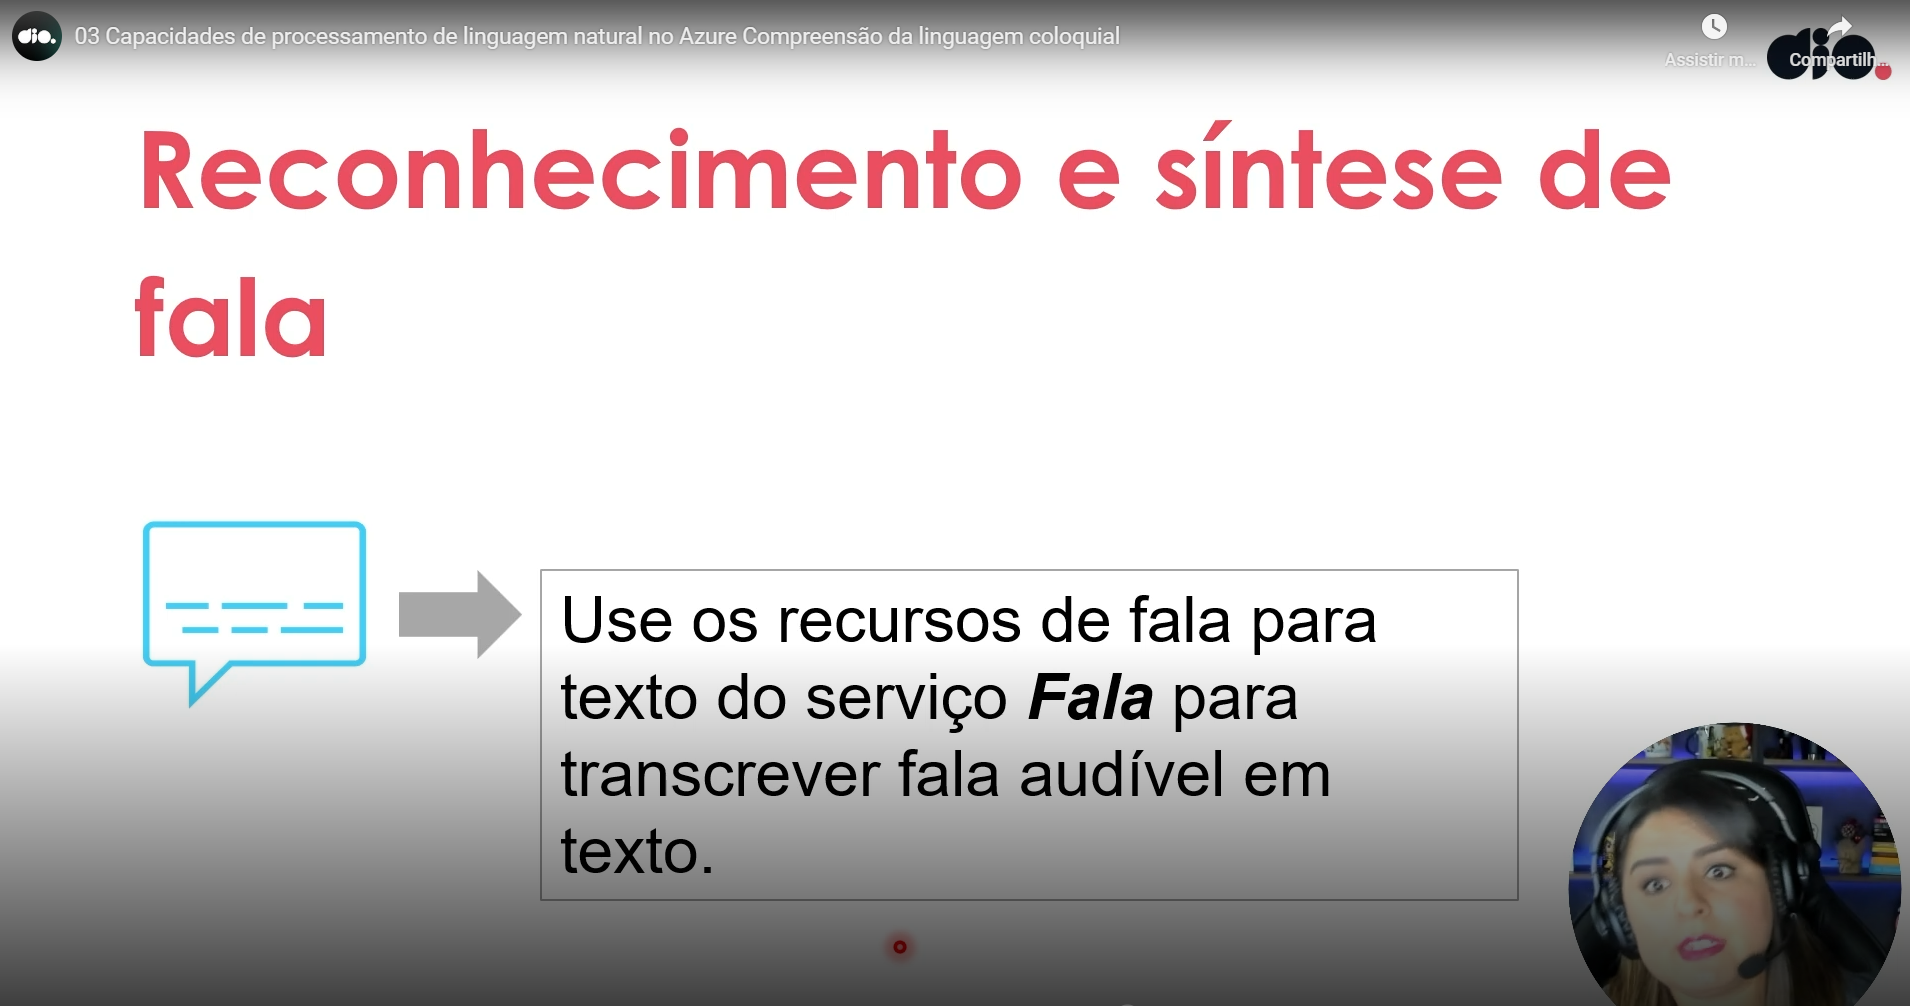 dio.
03 Capacidades de processamento de linguagem natural no Azure Compreensão da linguagem coloquial
Assistir m...
Compartilh...
dio.
Reconhecimento e síntese de
fala
Use os recursos de fala para
texto do serviço Fala para
transcrever fala audível em
texto.